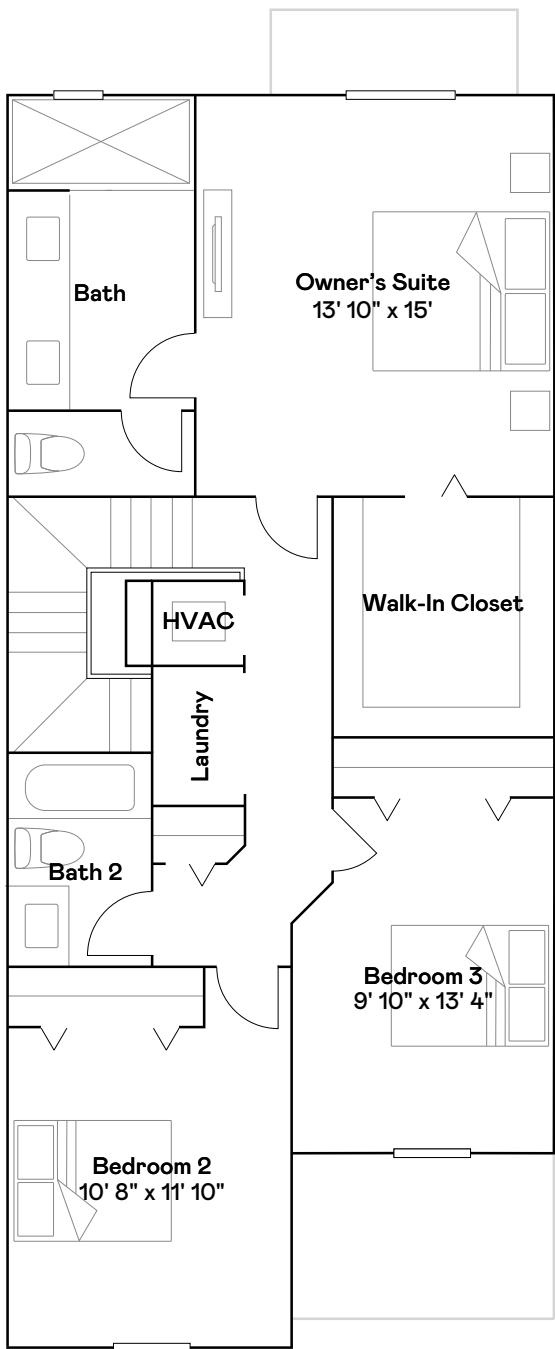 Bath
Owner's Suite
13' 10" x 15'
HVAC
Walk-In Closet
Laundry
Bath 2
Bedroom 3
9' 10" x 13' 4"
Bedroom 2
10' 8" x 11' 10"